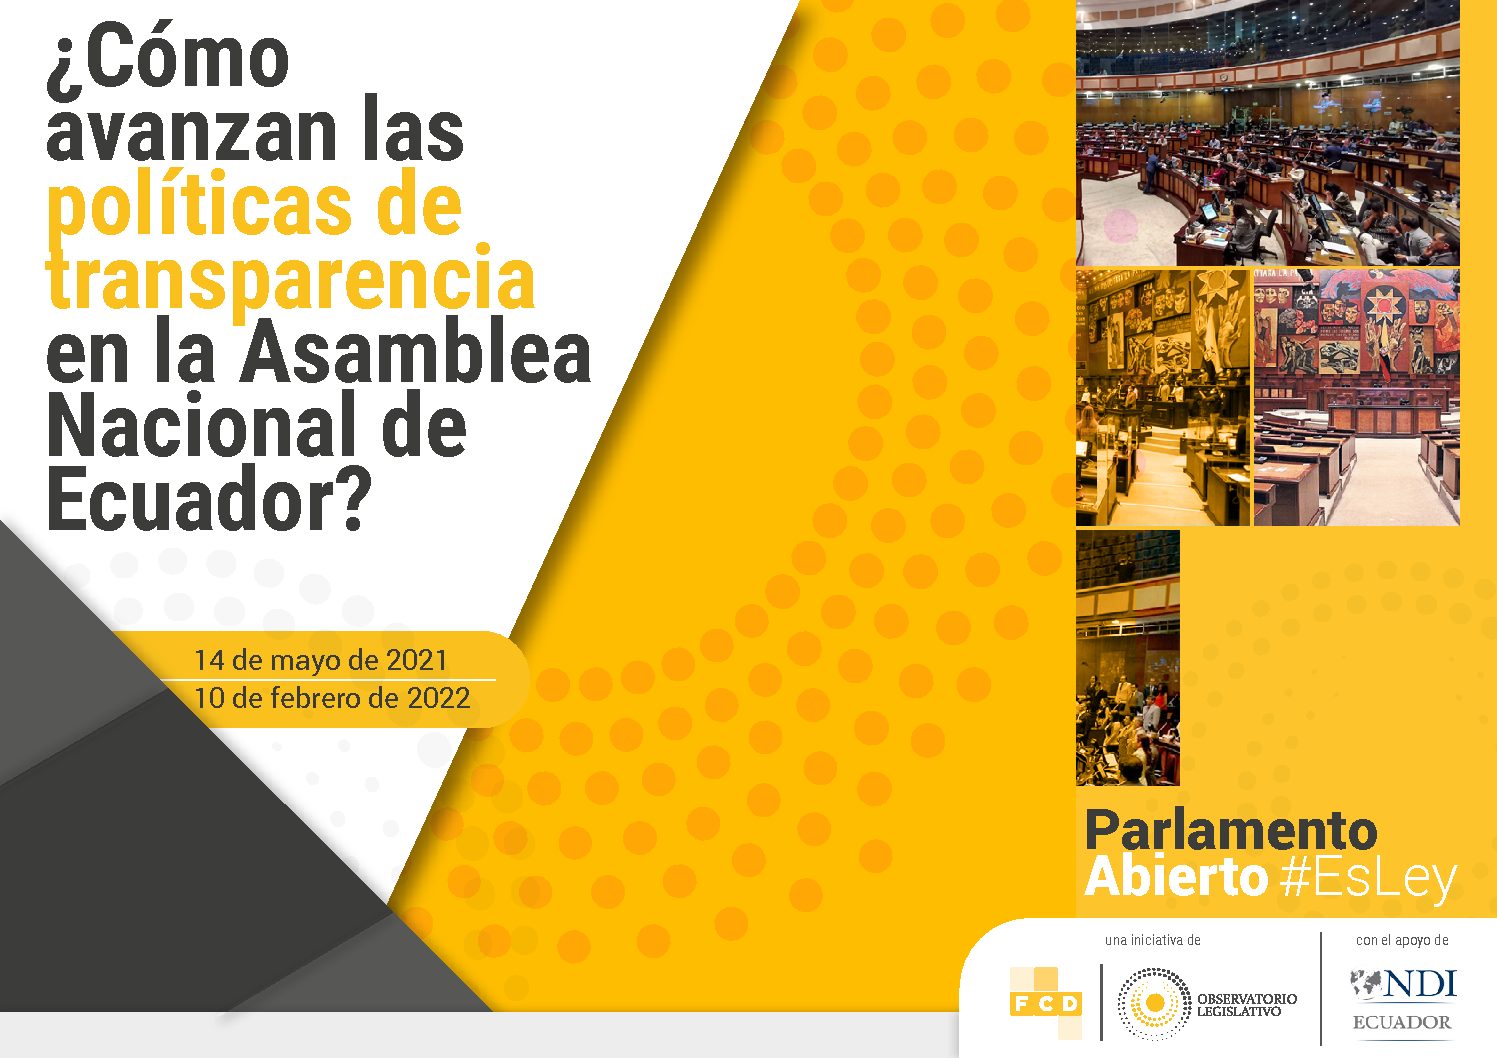 ¿Cómo
avanzan las
políticas de
transparencia
en la Asamblea
Nacional de
Ecuador?
14 de mayo de 2021
10 de febrero de 2022
Parlamento
Abierto #EsLey
una iniciativa de
con el apoyo de
FCD
OBSERVATORIO
LEGISLATIVO
NDI
ECUADOR